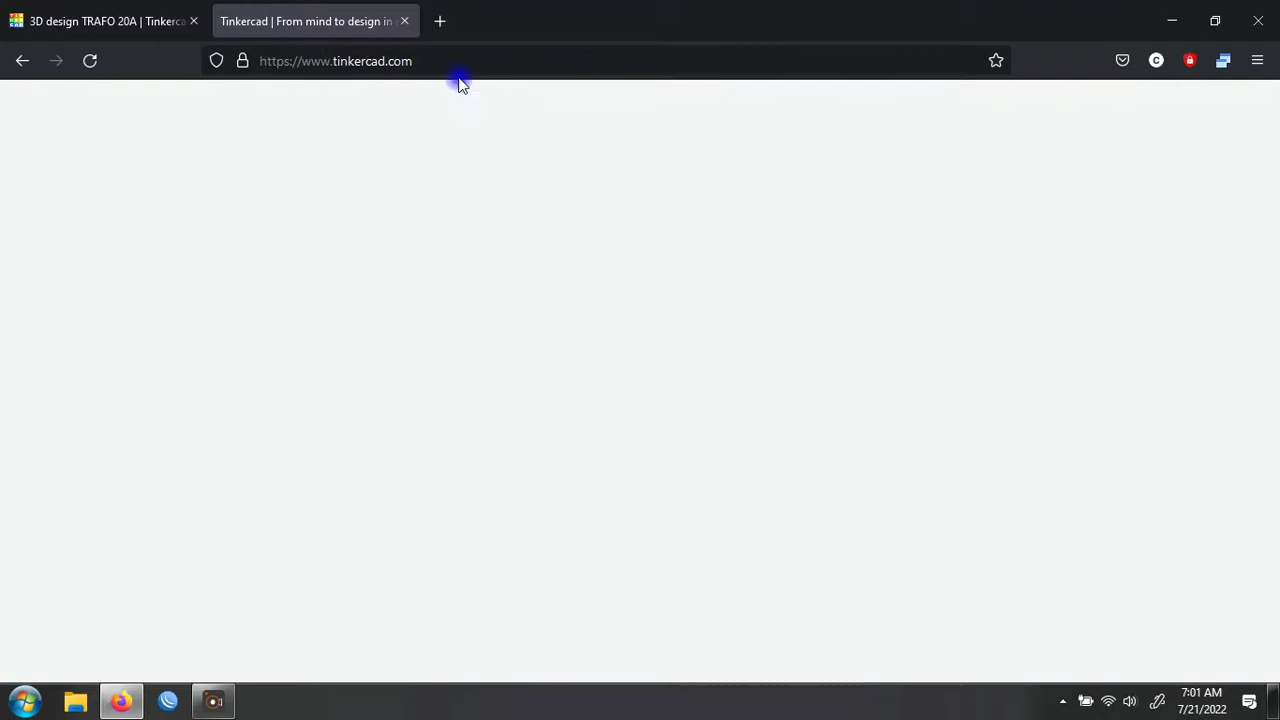 3D design TRAFO 20A | Tinkerca
Tinkercad | From mind to design in
https://www.tinkercad.com
7:01 AM
7/21/2022